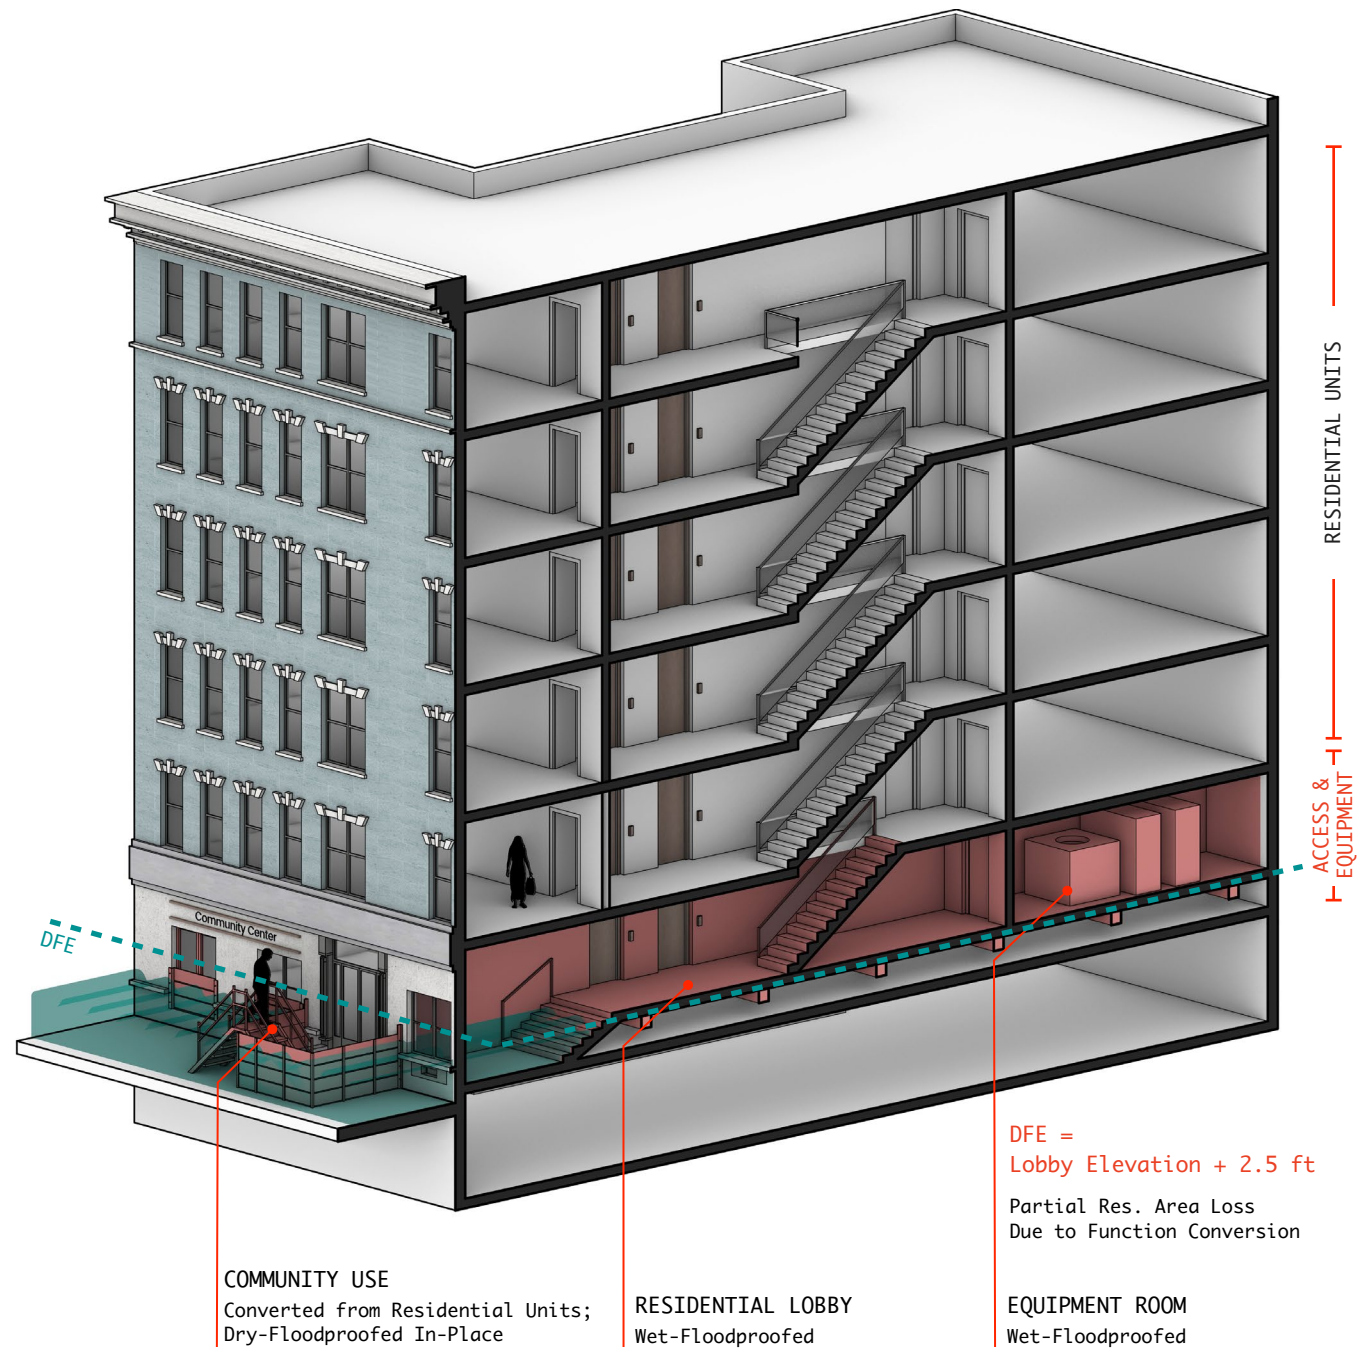 RESIDENTIAL UNITS
ACCESS &
EQUIPMENT
Community Center
DFE
DFE =
Lobby Elevation + 2.5 ft
Partial Res. Area Loss
Due to Function Conversion
COMMUNITY USE
Converted from Residential Units;
Dry-Floodproofed In-Place
RESIDENTIAL LOBBY
Wet-Floodproofed
EQUIPMENT ROOM
Wet-Floodproofed